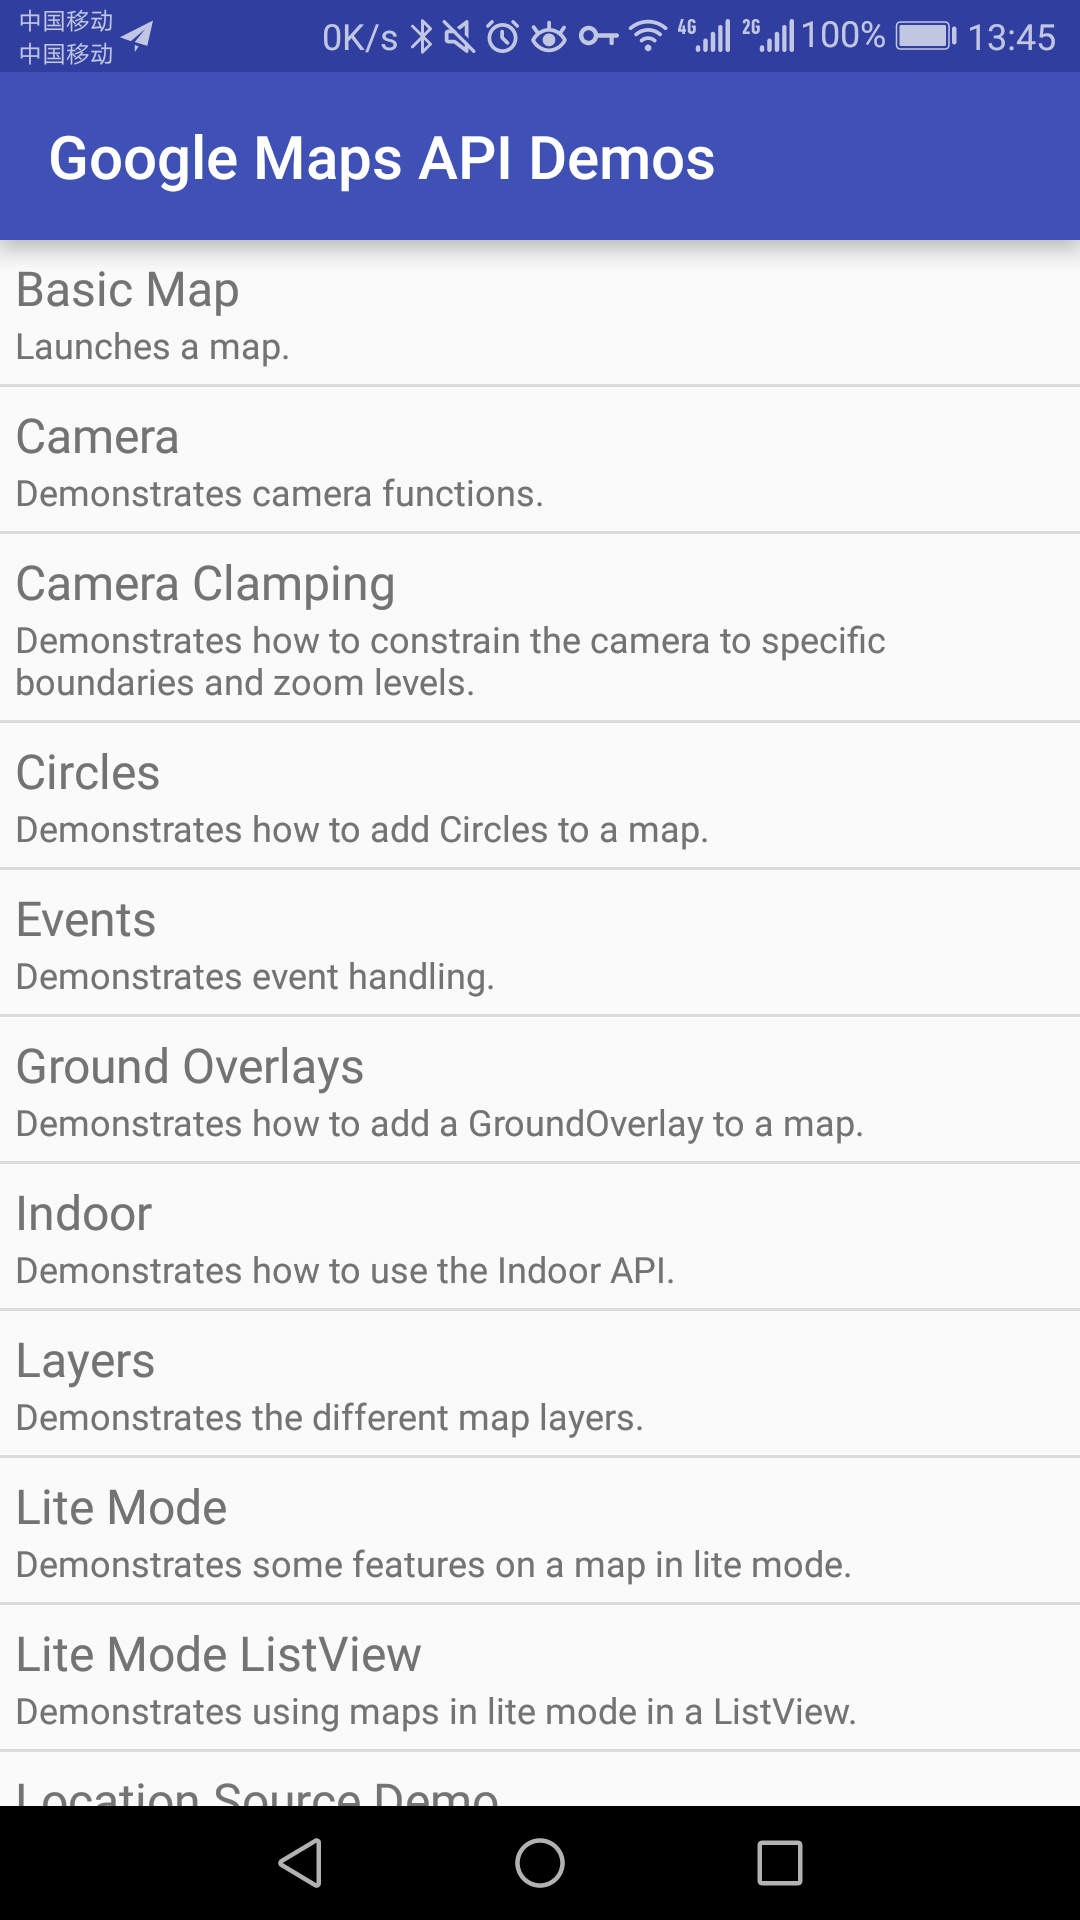 中国移动
中国移动
0K/s 4G 2G 100% 13:45
Google Maps API Demos
Basic Map
Launches a map.
Camera
Demonstrates camera functions.
Camera Clamping
Demonstrates how to constrain the camera to specific
boundaries and zoom levels.
Circles
Demonstrates how to add Circles to a map.
Events
Demonstrates event handling.
Ground Overlays
Demonstrates how to add a GroundOverlay to a map.
Indoor
Demonstrates how to use the Indoor API.
Layers
Demonstrates the different map layers.
Lite Mode
Demonstrates some features on a map in lite mode.
Lite Mode ListView
Demonstrates using maps in lite mode in a ListView.
Location Source Demo